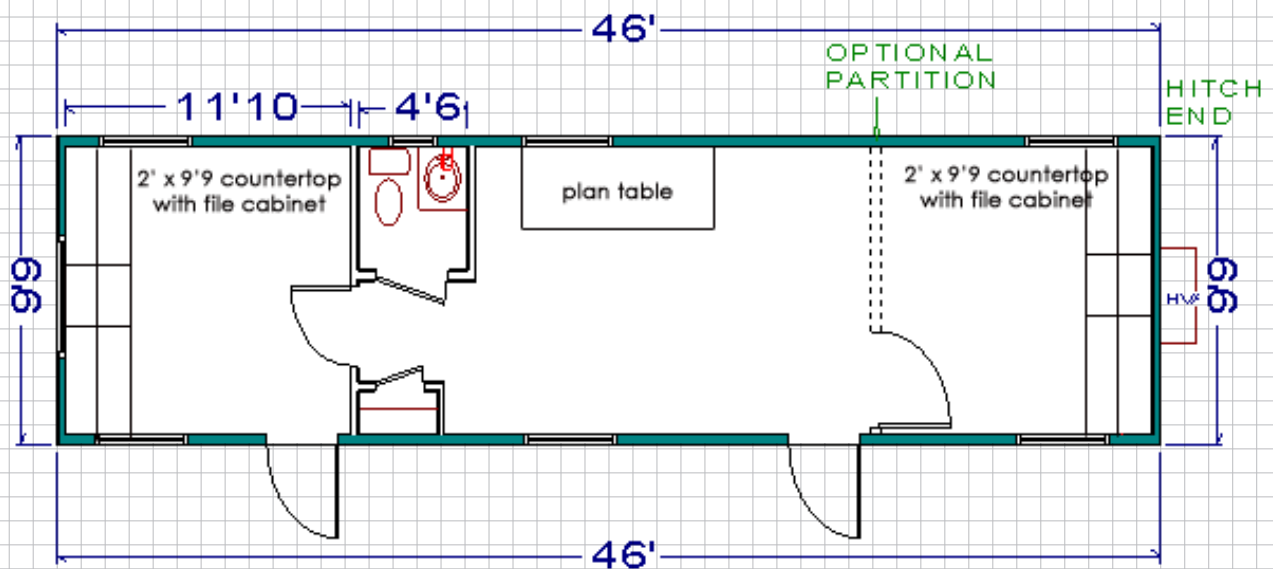 46'
OPTIONAL
PARTITION
HITCH
END
11'10
4'6
2' x 9'9 countertop
with file cabinet
plan table
2' x 9'9 countertop
with file cabinet
9'9
9'9
46'